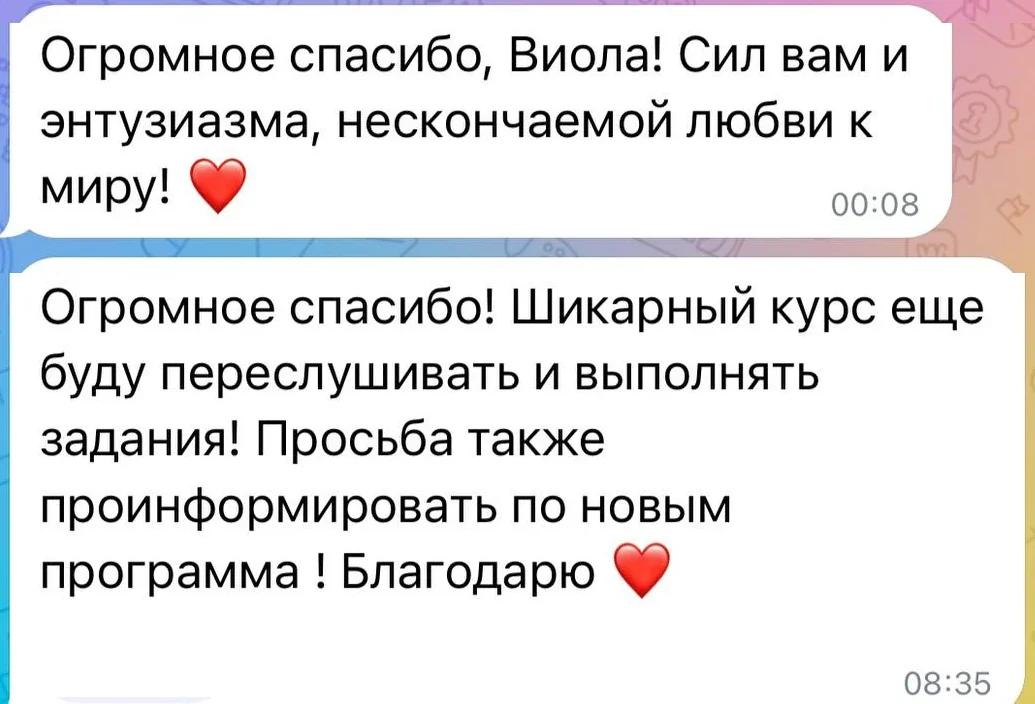 Огромное спасибо, Виола! Сил вам и
энтузиазма, нескончаемой любви к
миру! ❤️
00:08
Огромное спасибо! Шикарный курс еще
буду переслушивать и выполнять
задания! Просьба также
проинформировать по новым
программа ! Благодарю ❤️
08:35